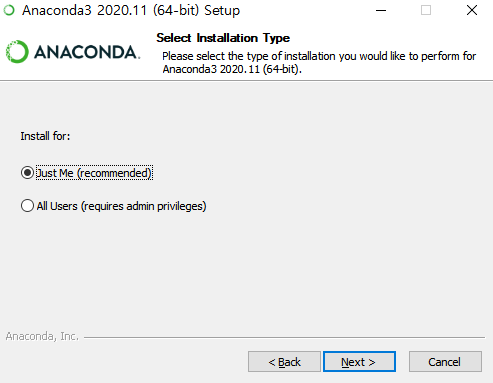 Anaconda3 2020.11 (64-bit) Setup
ANACONDA.
Select Installation Type
Please select the type of installation you would like to perform for
Anaconda3 2020.11 (64-bit).
Install for:
Just Me (recommended)
All Users (requires admin privileges)
Anaconda, Inc.
< Back
Next >
Cancel